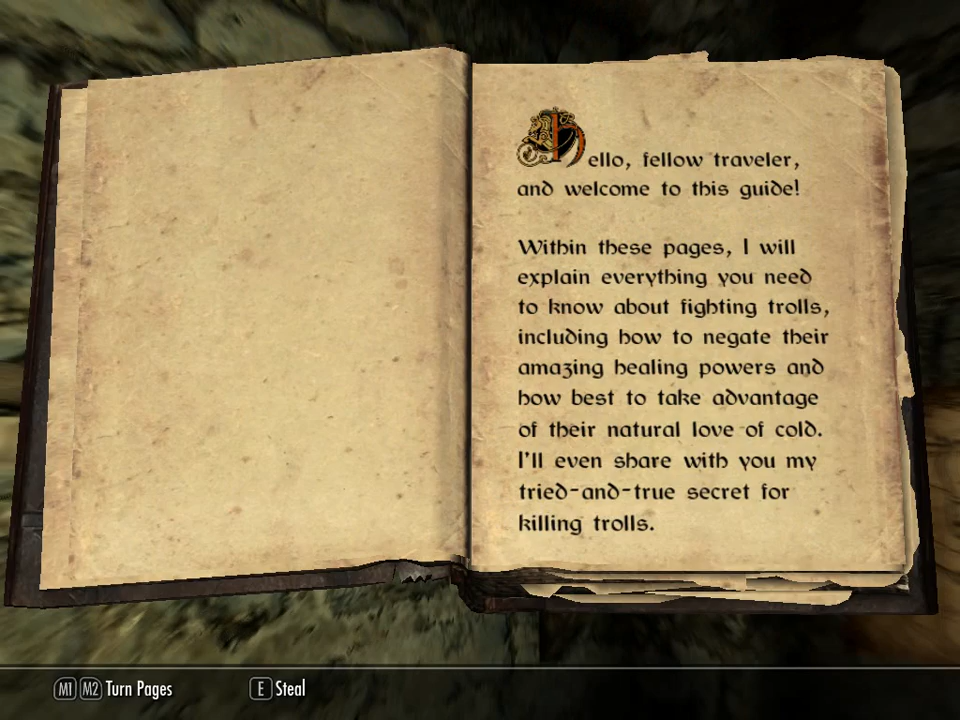 Hello, fellow traveler,
and welcome to this guide!
Within these pages, I will
explain everything you need
to know about fighting trolls,
including how to negate their
amazing healing powers and
how best to take advantage
of their natural love of cold.
I'll even share with you my
tried-and-true secret for
killing trolls.
M1 M2 Turn Pages E Steal